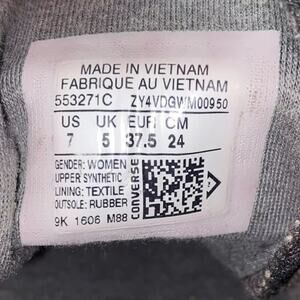 MADE IN VIETNAM
FABRIQUE AU VIETNAM
553271C ZY4VDGWM00950
US UK EUR CM
7 5 37.5 24
GENDER: WOMEN
UPPER: SYNTHETIC
LINING: TEXTILE
OUTSOLE: RUBBER
9K 1606 M88
CONVERSE